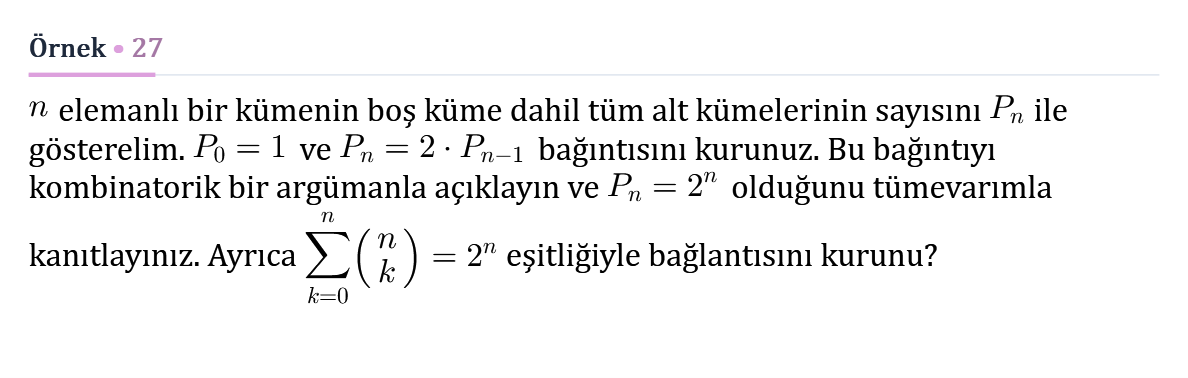 Örnek • 27
n elemanlı bir kümenin boş küme dahil tüm alt kümelerinin sayısını P_n ile
gösterelim. P_0 = 1 ve P_n = 2 · P_{n−1} bağıntısını kurunuz. Bu bağıntıyı
kombinatorik bir argümanla açıklayın ve P_n = 2^n olduğunu tümevarımla
kanıtlayınız. Ayrıca \sum_{k=0}^{n} \binom{n}{k} = 2^n eşitliğiyle bağlantısını kurunu?